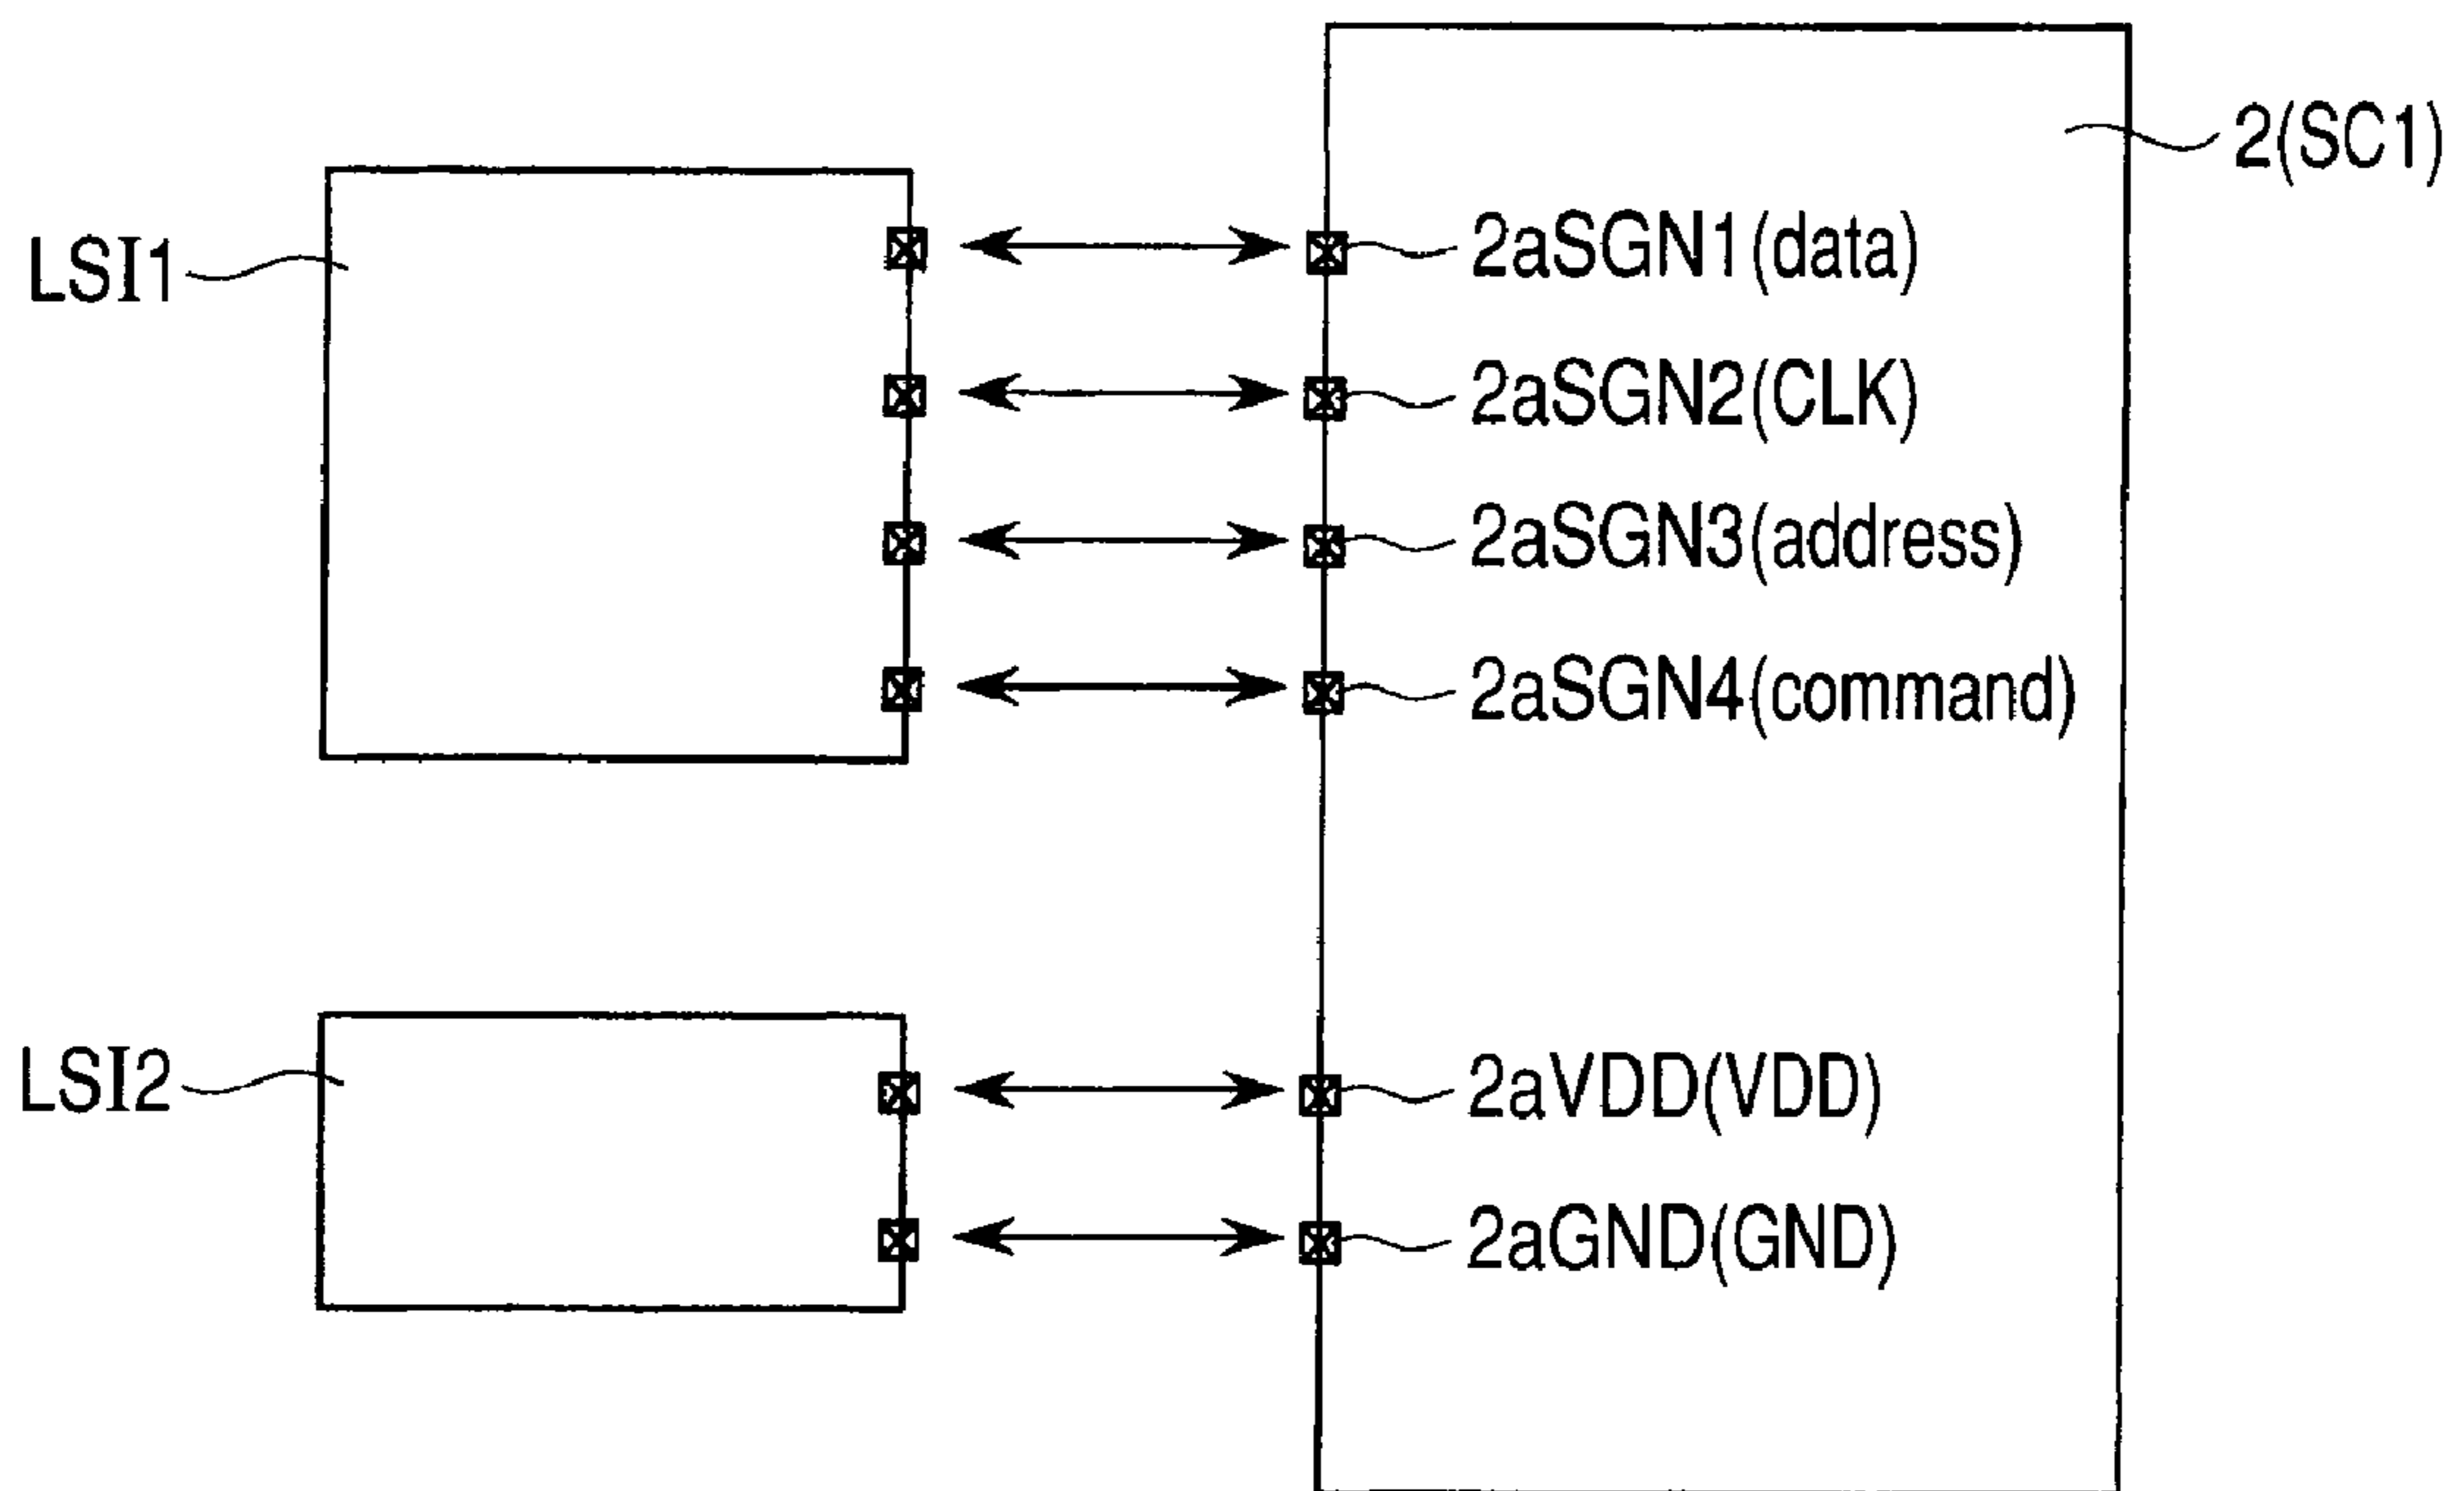 2(SC1)
LSI1
2aSGN1(data)
2aSGN2(CLK)
2aSGN3(address)
2aSGN4(command)
LSI2
2aVDD(VDD)
2aGND(GND)